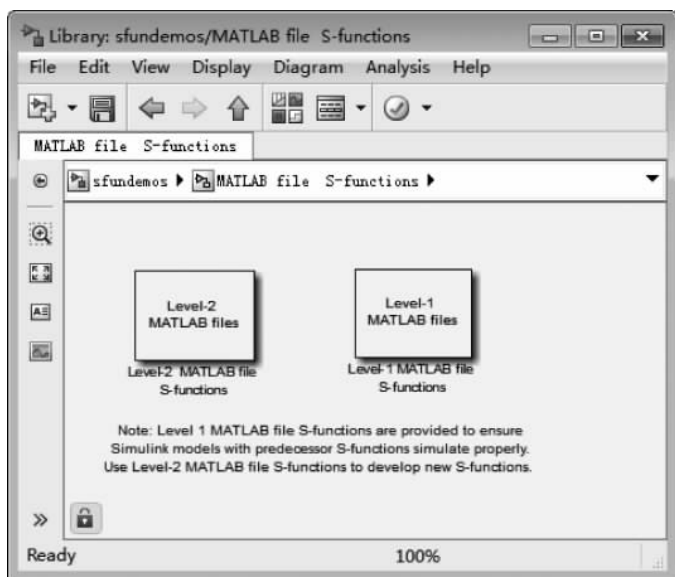 Library: sfundemos/MATLAB file S-functions
File Edit View Display Diagram Analysis Help
MATLAB file S-functions
sfundemos MATLAB file S-functions
Level-2
MATLAB files
Level-1
MATLAB files
Level-2 MATLAB file
S-functions
Level-1 MATLAB file
S-functions
Note: Level 1 MATLAB file S-functions are provided to ensure
Simulink models with predecessor S-functions simulate properly.
Use Level-2 MATLAB file S-functions to develop new S-functions.
Ready 100%